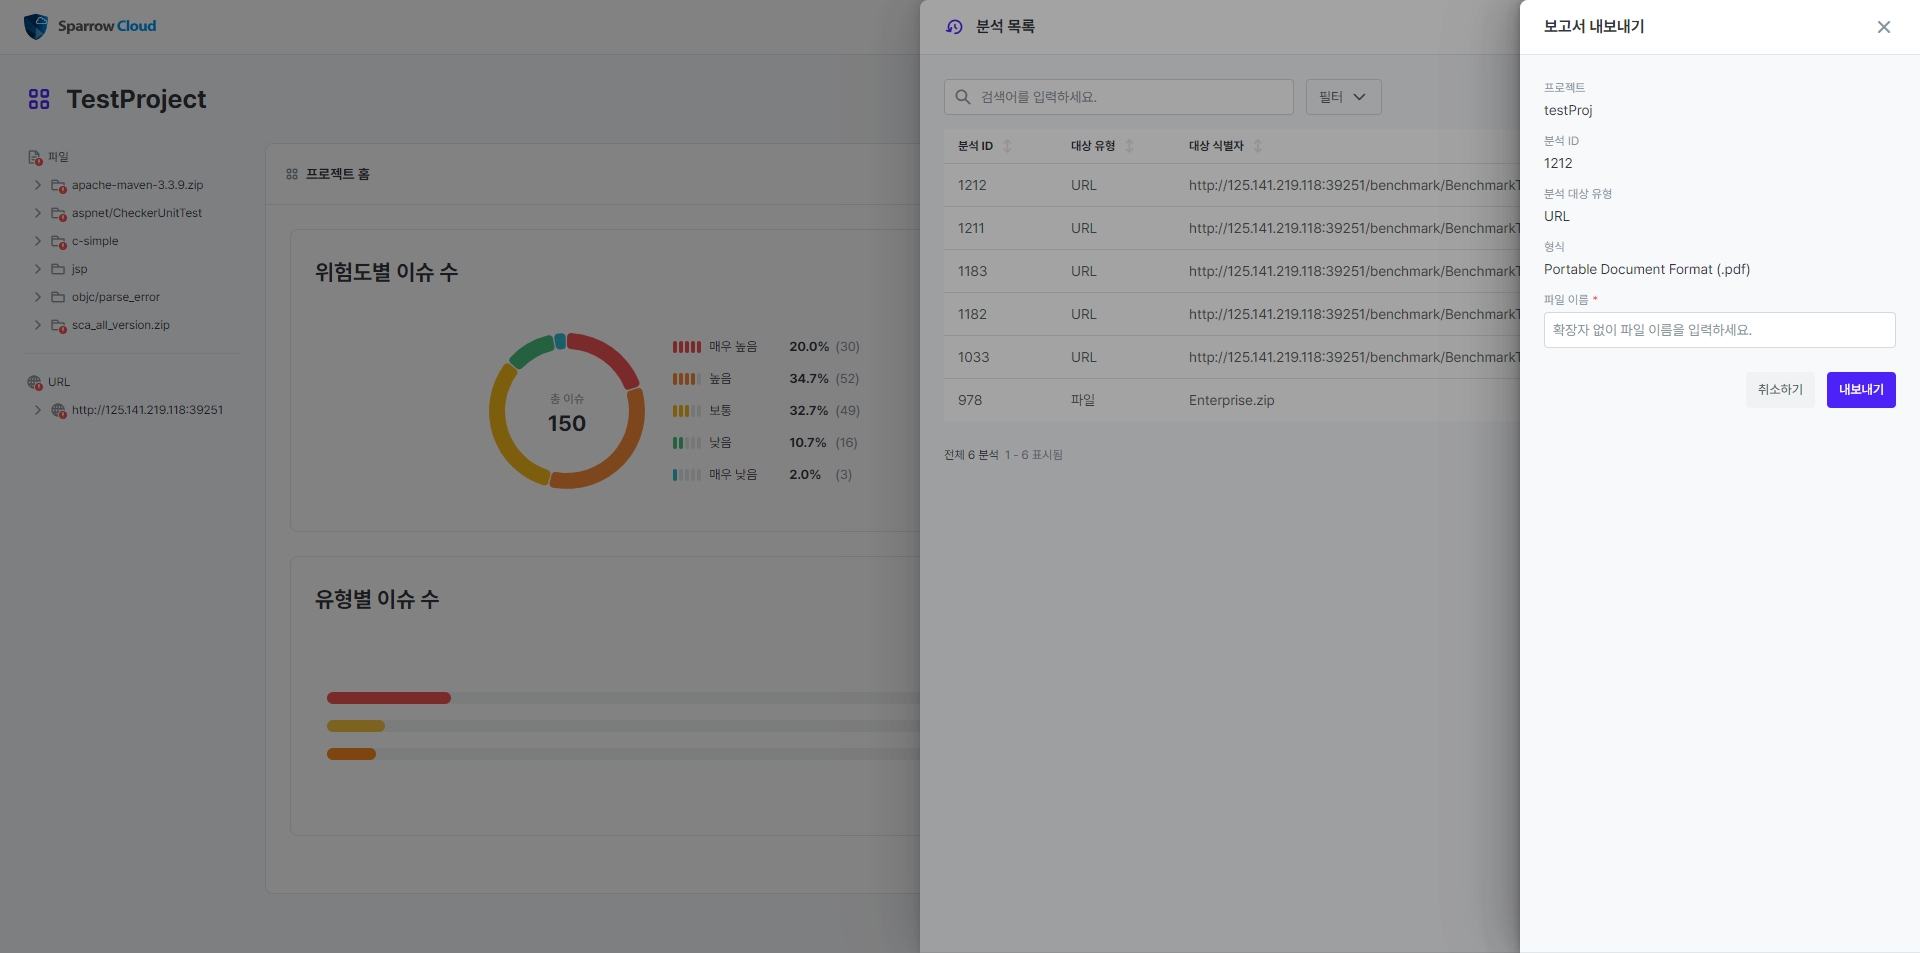 Sparrow Cloud
TestProject
파일
apache-maven-3.3.9.zip
aspnet/CheckerUnitTest
c-simple
jsp
objc/parse_error
sca_all_version.zip
URL
http://125.141.219.118:39251
프로젝트 홈
위험도별 이슈 수
총 이슈
150
매우 높음 20.0% (30)
높음 34.7% (52)
보통 32.7% (49)
낮음 10.7% (16)
매우 낮음 2.0% (3)
유형별 이슈 수
분석 목록
검색어를 입력하세요.
필터
분석 ID 대상 유형 대상 식별자
1212 URL http://125.141.219.118:39251/benchmark/BenchmarkT
1211 URL http://125.141.219.118:39251/benchmark/BenchmarkT
1183 URL http://125.141.219.118:39251/benchmark/BenchmarkT
1182 URL http://125.141.219.118:39251/benchmark/BenchmarkT
1033 URL http://125.141.219.118:39251/benchmark/BenchmarkT
978 파일 Enterprise.zip
전체 6 분석 1 - 6 표시됨
보고서 내보내기
프로젝트
testProj
분석 ID
1212
분석 대상 유형
URL
형식
Portable Document Format (.pdf)
파일 이름 *
확장자 없이 파일 이름을 입력하세요.
취소하기 내보내기